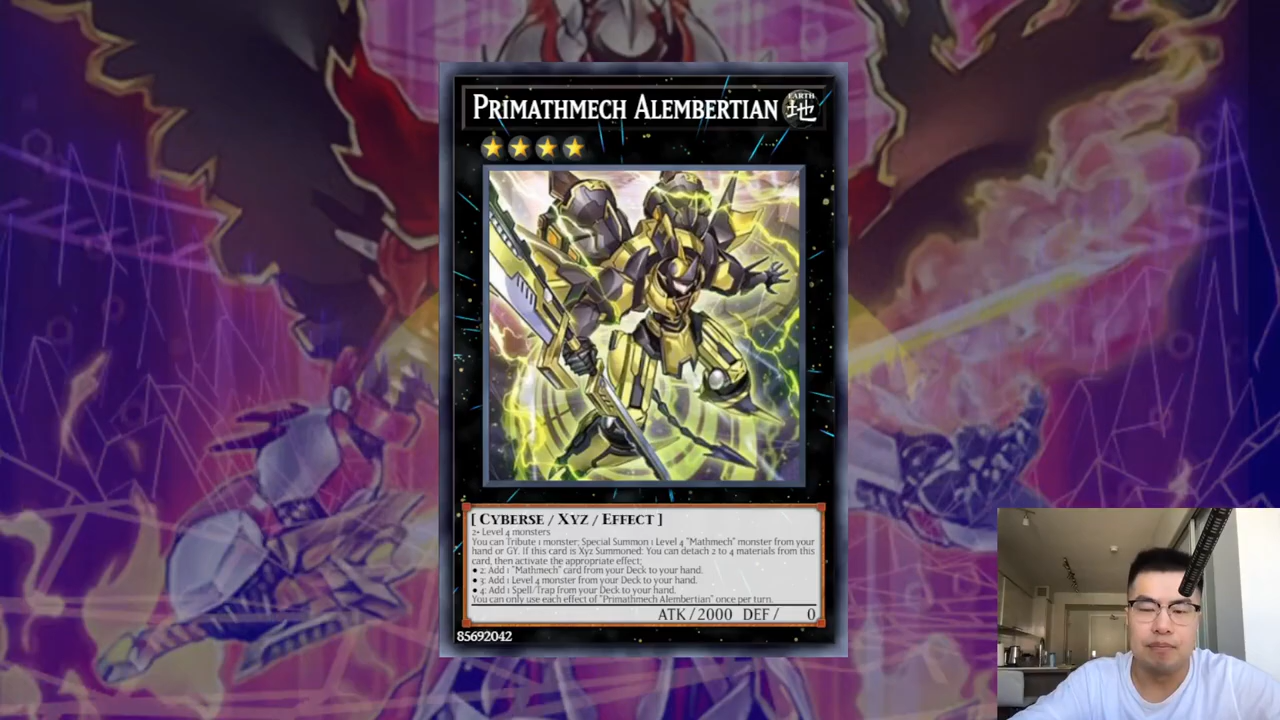 PRIMATHMECH ALEMBERTIAN
EARTH
地
[ CYBERSE / XYZ / EFFECT ]
2+ Level 4 monsters
You can Tribute 1 monster; Special Summon 1 Level 4 "Mathmech" monster from your
hand or GY. If this card is Xyz Summoned: You can detach 2 to 4 materials from this
card, then activate the appropriate effect;
● 2: Add 1 "Mathmech" card from your Deck to your hand.
● 3: Add 1 Level 4 monster from your Deck to your hand.
● 4: Add 1 Spell/Trap from your Deck to your hand.
You can only use each effect of "Primathmech Alembertian" once per turn.
ATK / 2000 DEF / 0
85692042